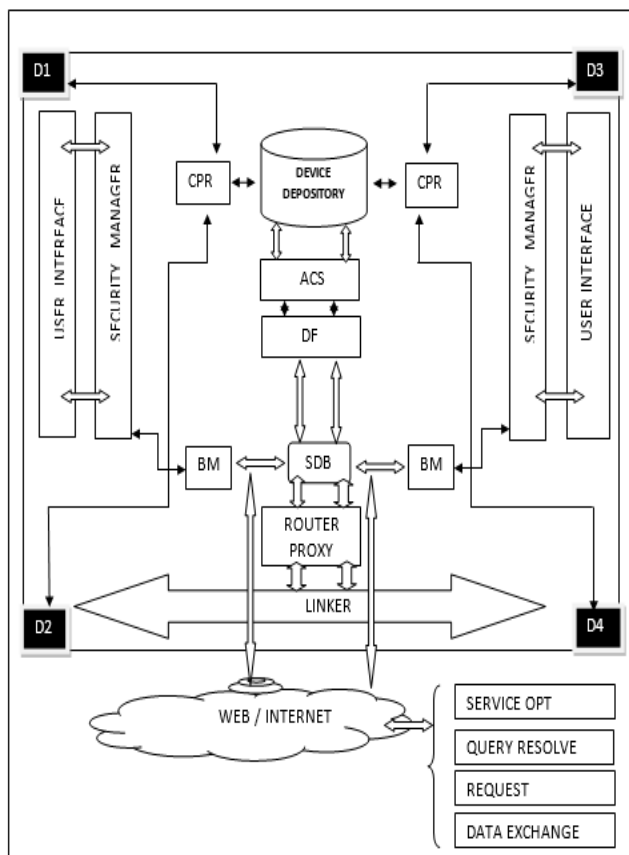 D1
D3
USER INTERFACE
SECURITY MANAGER
CPR
DEVICE
DEPOSITORY
CPR
SECURITY MANAGER
USER INTERFACE
ACS
DF
BM
SDB
BM
ROUTER
PROXY
LINKER
D2
D4
WEB / INTERNET
SERVICE OPT
QUERY RESOLVE
REQUEST
DATA EXCHANGE